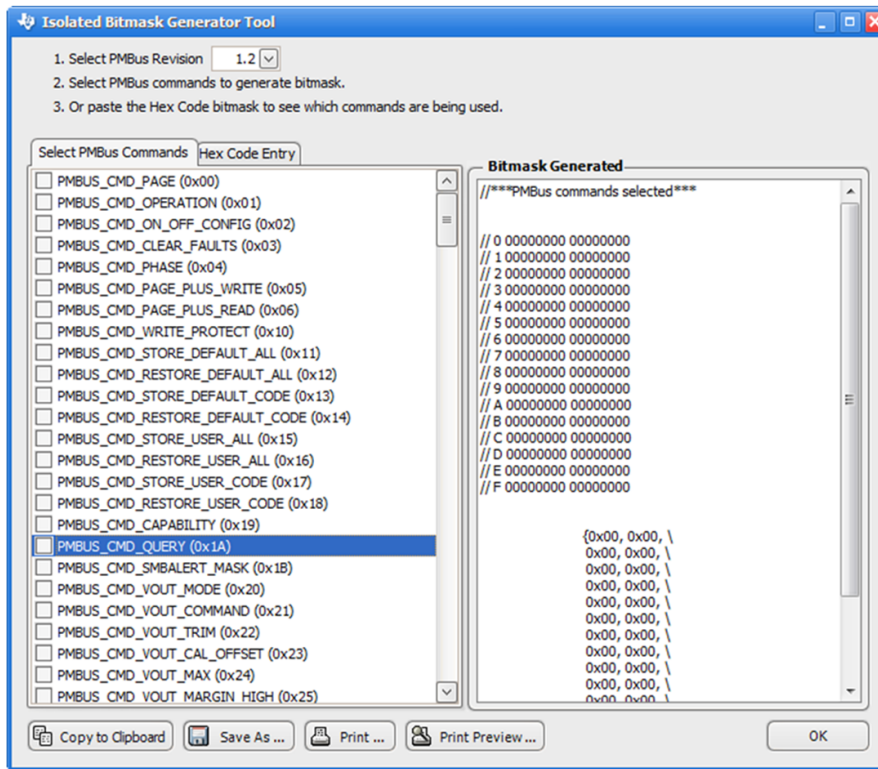 Isolated Bitmask Generator Tool
1. Select PMBus Revision 1.2
2. Select PMBus commands to generate bitmask.
3. Or paste the Hex Code bitmask to see which commands are being used.
Select PMBus Commands Hex Code Entry
PMBUS_CMD_PAGE (0x00)
PMBUS_CMD_OPERATION (0x01)
PMBUS_CMD_ON_OFF_CONFIG (0x02)
PMBUS_CMD_CLEAR_FAULTS (0x03)
PMBUS_CMD_PHASE (0x04)
PMBUS_CMD_PAGE_PLUS_WRITE (0x05)
PMBUS_CMD_PAGE_PLUS_READ (0x06)
PMBUS_CMD_WRITE_PROTECT (0x10)
PMBUS_CMD_STORE_DEFAULT_ALL (0x11)
PMBUS_CMD_RESTORE_DEFAULT_ALL (0x12)
PMBUS_CMD_STORE_DEFAULT_CODE (0x13)
PMBUS_CMD_RESTORE_DEFAULT_CODE (0x14)
PMBUS_CMD_STORE_USER_ALL (0x15)
PMBUS_CMD_RESTORE_USER_ALL (0x16)
PMBUS_CMD_STORE_USER_CODE (0x17)
PMBUS_CMD_RESTORE_USER_CODE (0x18)
PMBUS_CMD_CAPABILITY (0x19)
PMBUS_CMD_QUERY (0x1A)
PMBUS_CMD_SMBALERT_MASK (0x1B)
PMBUS_CMD_VOUT_MODE (0x20)
PMBUS_CMD_VOUT_COMMAND (0x21)
PMBUS_CMD_VOUT_TRIM (0x22)
PMBUS_CMD_VOUT_CAL_OFFSET (0x23)
PMBUS_CMD_VOUT_MAX (0x24)
PMBUS_CMD_VOUT_MARGIN_HIGH (0x25)
Bitmask Generated
//***PMBus commands selected***
// 0 00000000 00000000
// 1 00000000 00000000
// 2 00000000 00000000
// 3 00000000 00000000
// 4 00000000 00000000
// 5 00000000 00000000
// 6 00000000 00000000
// 7 00000000 00000000
// 8 00000000 00000000
// 9 00000000 00000000
// A 00000000 00000000
// B 00000000 00000000
// C 00000000 00000000
// D 00000000 00000000
// E 00000000 00000000
// F 00000000 00000000
{0x00, 0x00, \
0x00, 0x00, \
0x00, 0x00, \
0x00, 0x00, \
0x00, 0x00, \
0x00, 0x00, \
0x00, 0x00, \
0x00, 0x00, \
0x00, 0x00, \
0x00, 0x00, \
0x00, 0x00, \
Copy to Clipboard
Save As ...
Print ...
Print Preview ...
OK